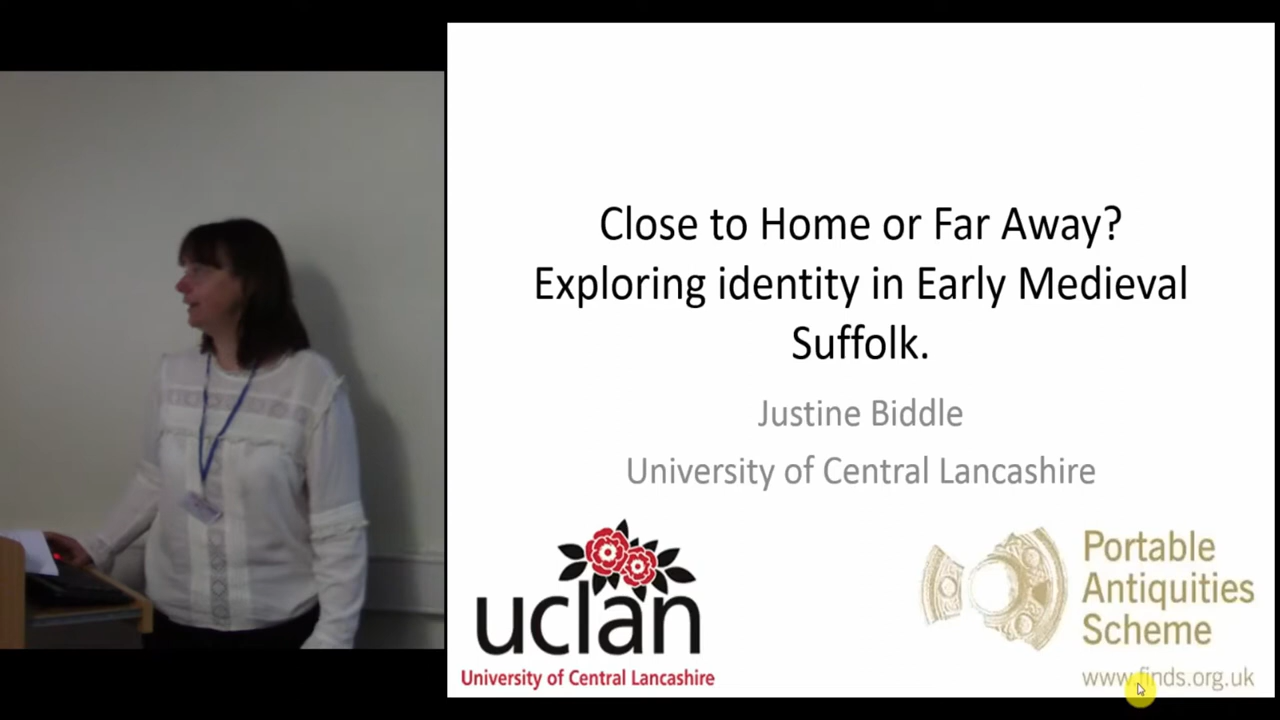 Close to Home or Far Away?
Exploring identity in Early Medieval
Suffolk.
Justine Biddle
University of Central Lancashire
uclan
University of Central Lancashire
Portable
Antiquities
Scheme
www.finds.org.uk